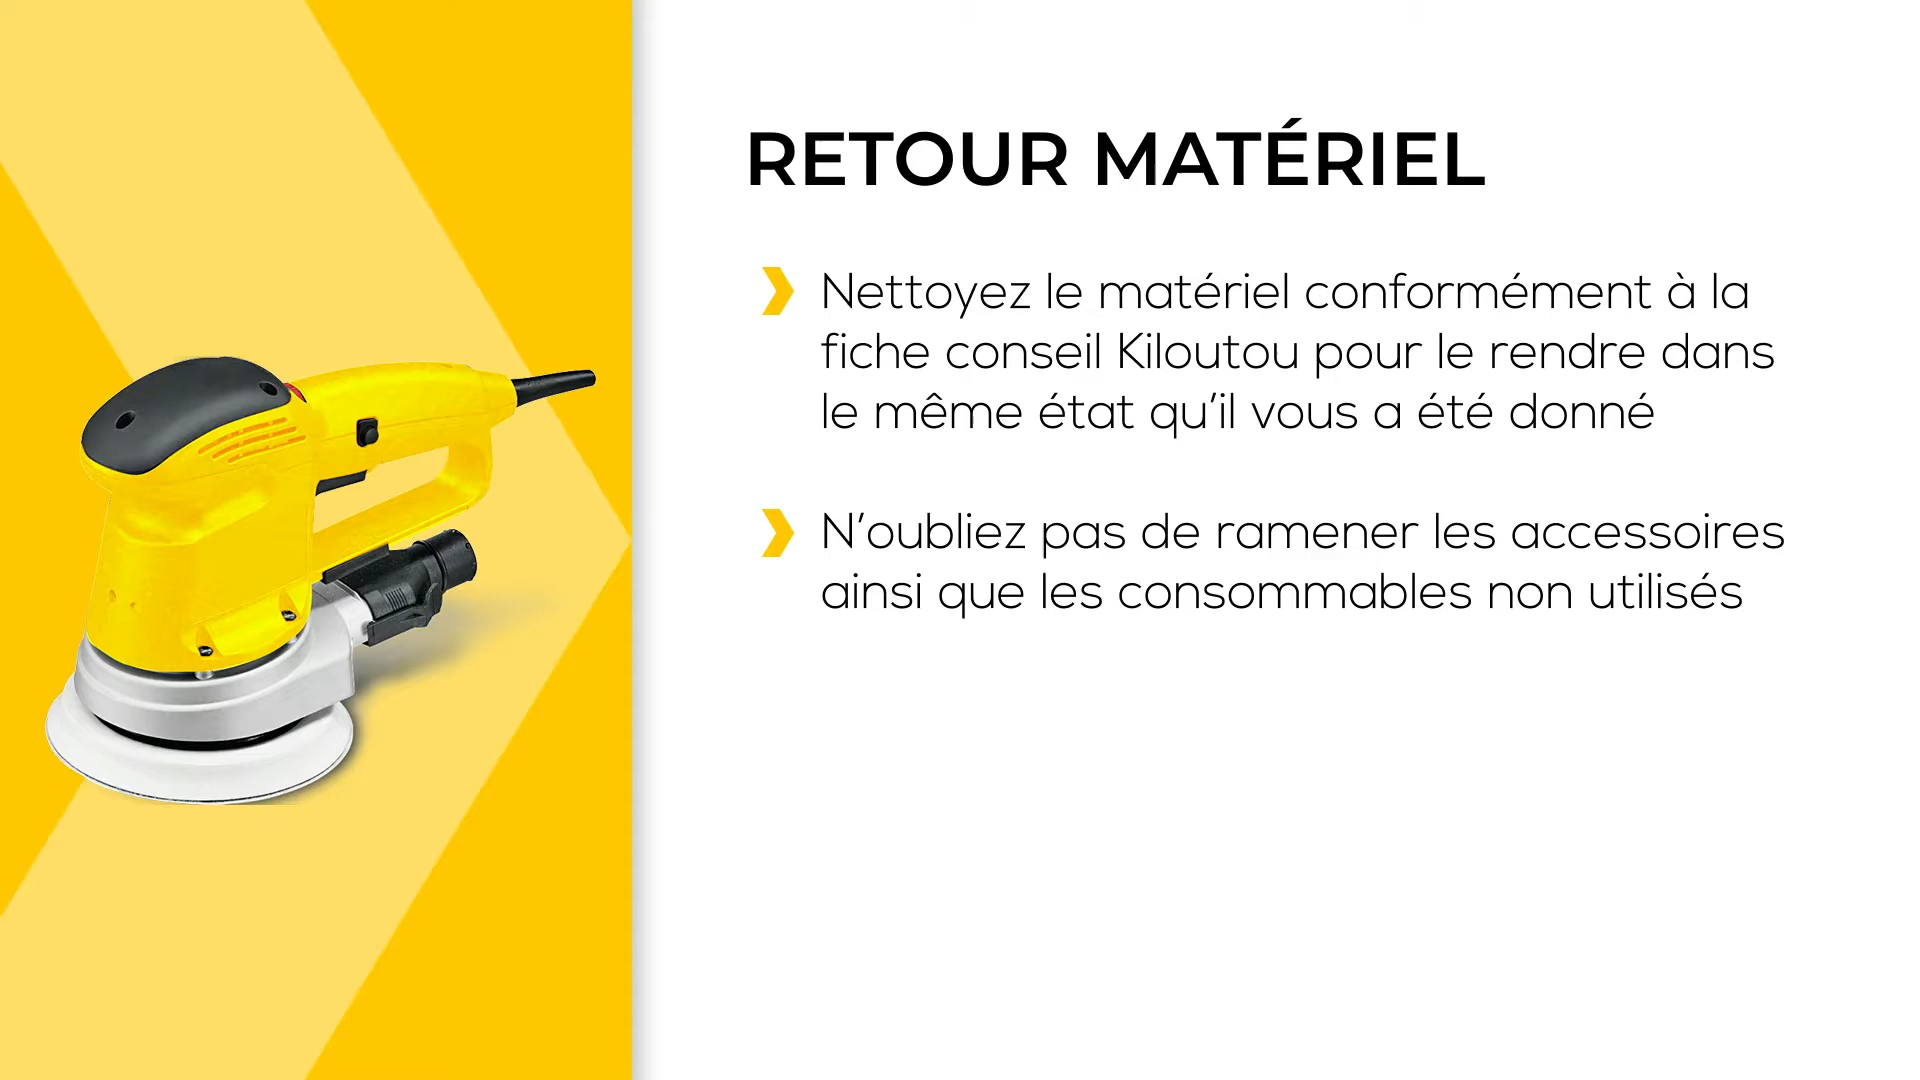 RETOUR MATÉRIEL
Nettoyez le matériel conformément à la
fiche conseil Kiloutou pour le rendre dans
le même état qu’il vous a été donné
N’oubliez pas de ramener les accessoires
ainsi que les consommables non utilisés